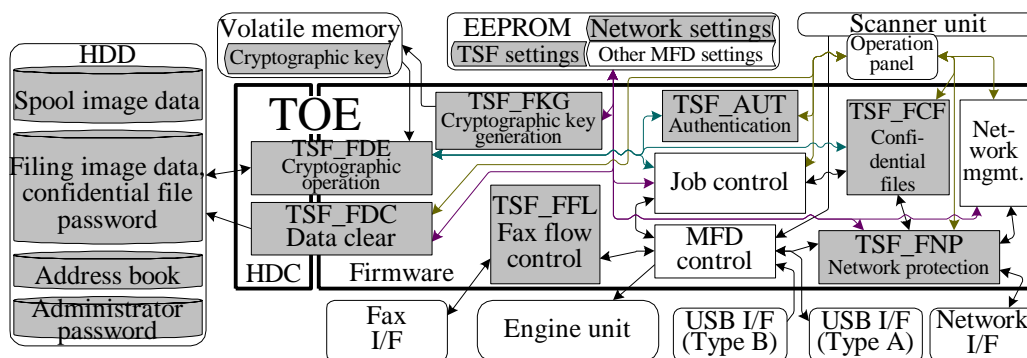 HDD
Spool image data
Filing image data,
confidential file
password
Address book
Administrator
password
Volatile memory
Cryptographic key
EEPROM
Network settings
TSF settings
Other MFD settings
Scanner unit
Operation
panel
TOE
TSF_FKG
Cryptographic key
generation
TSF_AUT
Authentication
TSF_FCF
Confi-
dential
files
Net-
work
mgmt.
TSF_FDE
Cryptographic
operation
Job control
TSF_FDC
Data clear
TSF_FFL
Fax flow
control
MFD
control
TSF_FNP
Network protection
HDC
Firmware
Fax
I/F
Engine unit
USB I/F
(Type B)
USB I/F
(Type A)
Network
I/F